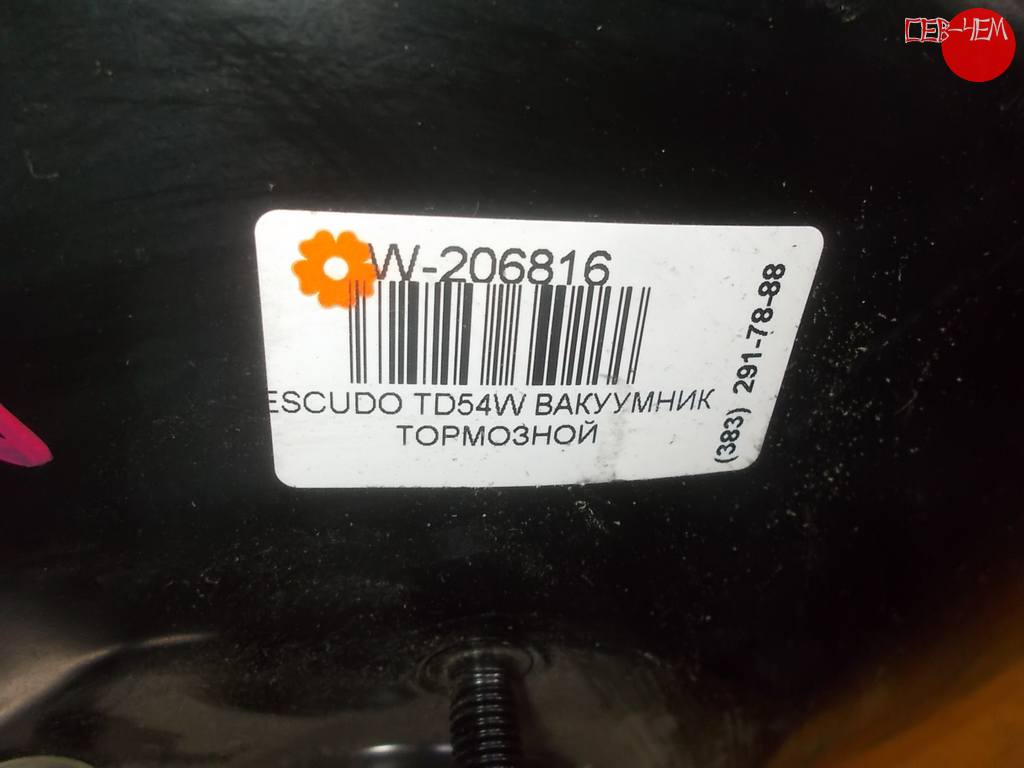 W-206816
ESCUDO TD54W ВАКУУМНИК
ТОРМОЗНОЙ
(383) 291-78-88